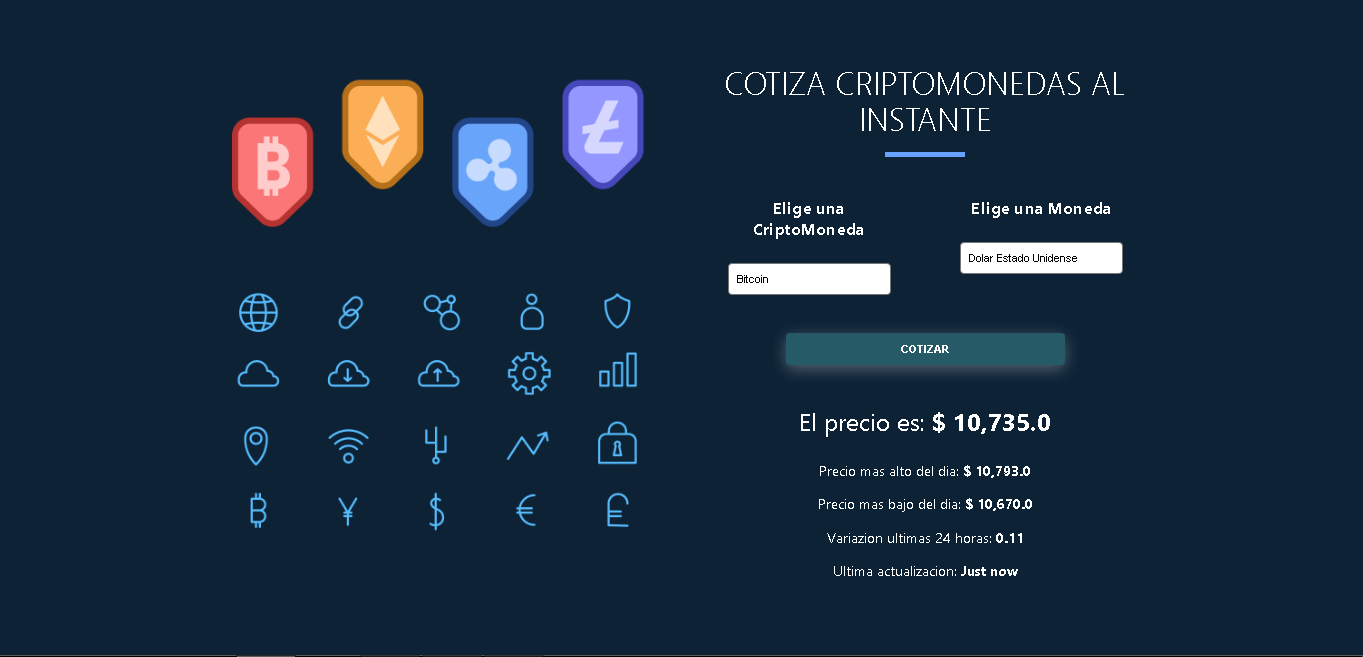 COTIZA CRIPTOMONEDAS AL
INSTANTE
Elige una
CriptoMoneda
Elige una Moneda
Bitcoin
Dolar Estado Unidense
COTIZAR
El precio es: $ 10,735.0
Precio mas alto del dia: $ 10,793.0
Precio mas bajo del dia: $ 10,670.0
Variazion ultimas 24 horas: 0.11
Ultima actualizacion: Just now